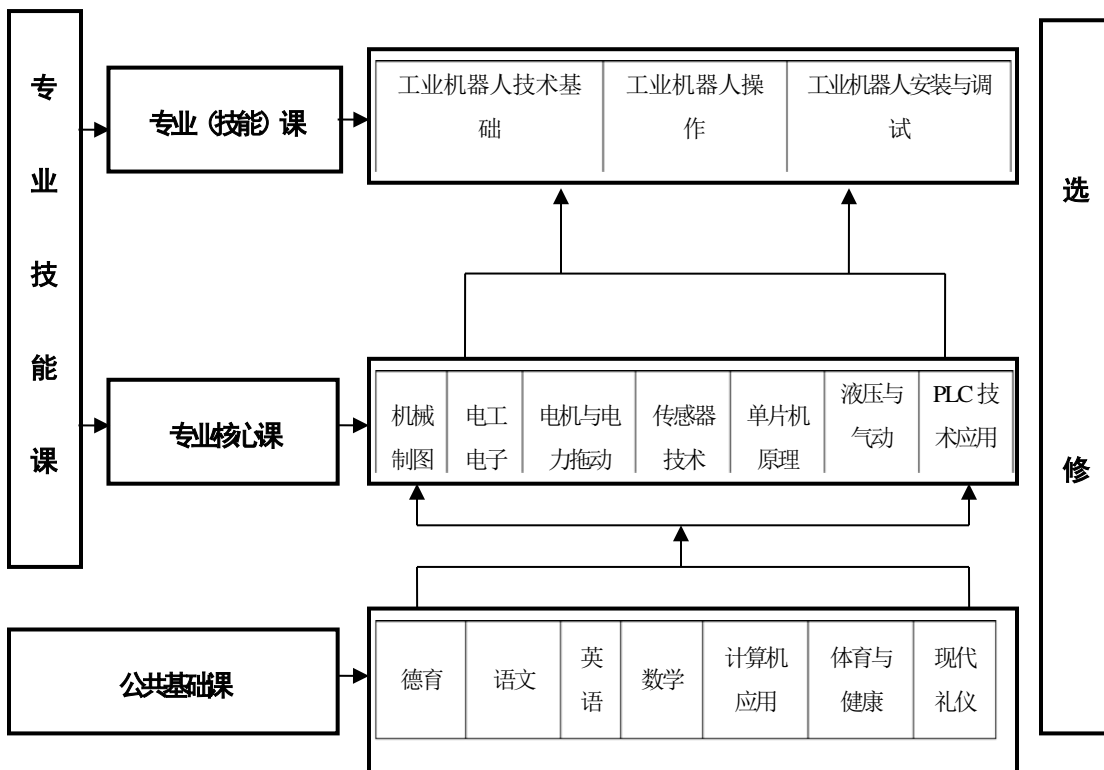 专
业
技
能
课
专业（技能）课
工业机器人技术基
础
工业机器人操
作
工业机器人安装与调
试
专业核心课
机械
制图
电工
电子
电机与电
力拖动
传感器
技术
单片机
原理
液压与
气动
PLC 技
术应用
公共基础课
德育
语文
英
语
数学
计算机
应用
体育与
健康
现代
礼仪
选
修